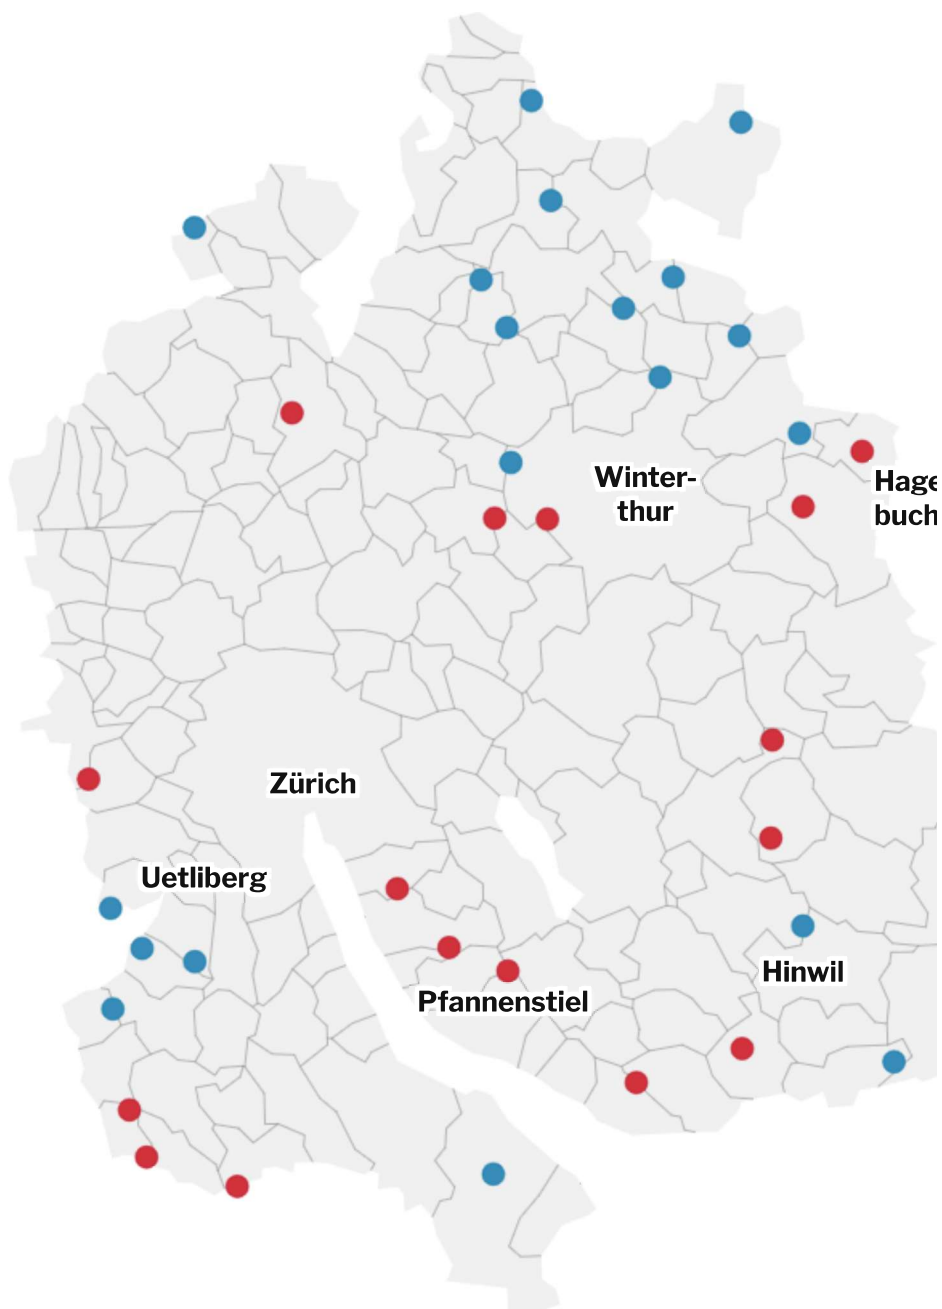 Winter-
thur
Hage
buch
Zürich
Uetliberg
Hinwil
Pfannenstiel